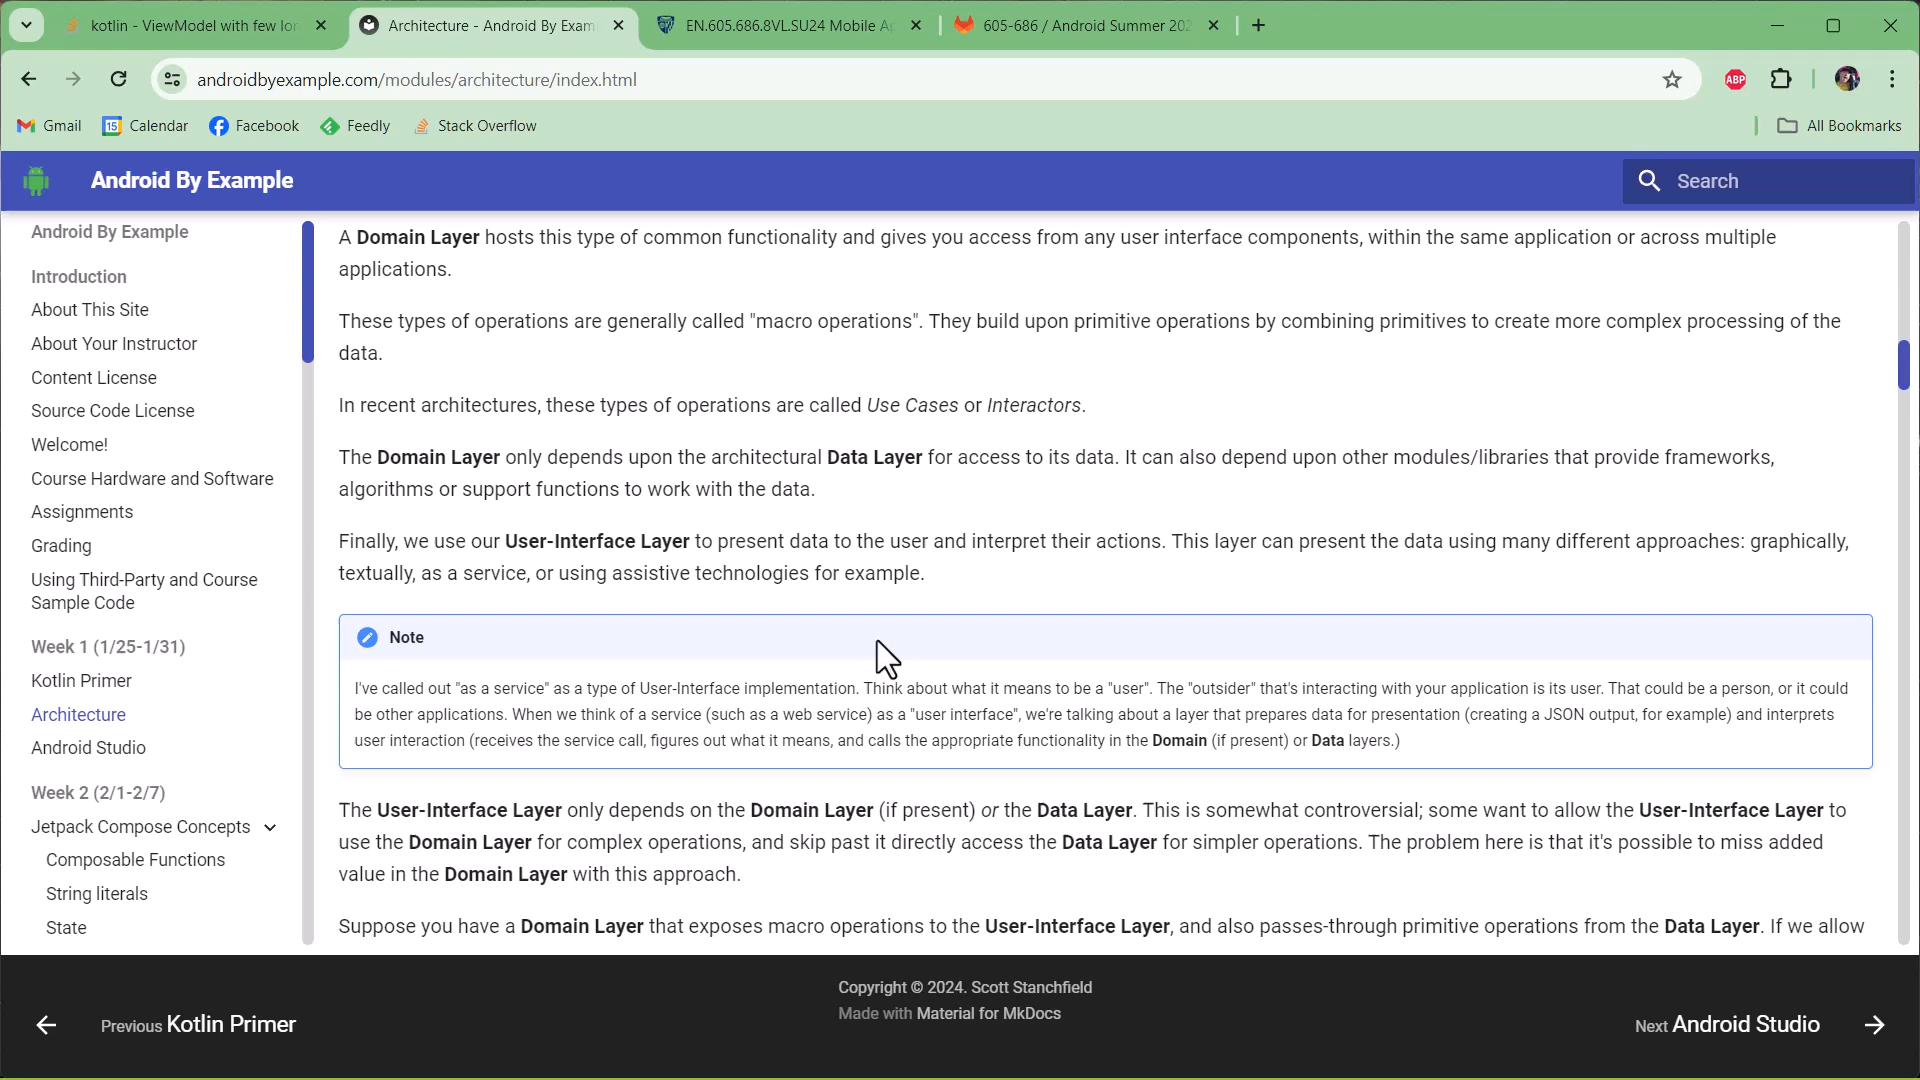 kotlin - ViewModel with few lon
Architecture - Android By Exam
EN.605.686.8VL.SU24 Mobile Ap
605-686 / Android Summer 202
androidbyexample.com/modules/architecture/index.html
ABP
Gmail
15
Calendar
Facebook
Feedly
Stack Overflow
All Bookmarks
Android By Example
Search
Android By Example
Introduction
About This Site
About Your Instructor
Content License
Source Code License
Welcome!
Course Hardware and Software
Assignments
Grading
Using Third-Party and Course
Sample Code
Week 1 (1/25-1/31)
Kotlin Primer
Architecture
Android Studio
Week 2 (2/1-2/7)
Jetpack Compose Concepts
Composable Functions
String literals
State
A Domain Layer hosts this type of common functionality and gives you access from any user interface components, within the same application or across multiple
applications.
These types of operations are generally called "macro operations". They build upon primitive operations by combining primitives to create more complex processing of the
data.
In recent architectures, these types of operations are called Use Cases or Interactors.
The Domain Layer only depends upon the architectural Data Layer for access to its data. It can also depend upon other modules/libraries that provide frameworks,
algorithms or support functions to work with the data.
Finally, we use our User-Interface Layer to present data to the user and interpret their actions. This layer can present the data using many different approaches: graphically,
textually, as a service, or using assistive technologies for example.
Note
I've called out "as a service" as a type of User-Interface implementation. Think about what it means to be a "user". The "outsider" that's interacting with your application is its user. That could be a person, or it could
be other applications. When we think of a service (such as a web service) as a "user interface", we're talking about a layer that prepares data for presentation (creating a JSON output, for example) and interprets
user interaction (receives the service call, figures out what it means, and calls the appropriate functionality in the Domain (if present) or Data layers.)
The User-Interface Layer only depends on the Domain Layer (if present) or the Data Layer. This is somewhat controversial; some want to allow the User-Interface Layer to
use the Domain Layer for complex operations, and skip past it directly access the Data Layer for simpler operations. The problem here is that it's possible to miss added
value in the Domain Layer with this approach.
Suppose you have a Domain Layer that exposes macro operations to the User-Interface Layer, and also passes-through primitive operations from the Data Layer. If we allow
Copyright © 2024. Scott Stanchfield
Made with Material for MkDocs
Previous Kotlin Primer
Next Android Studio